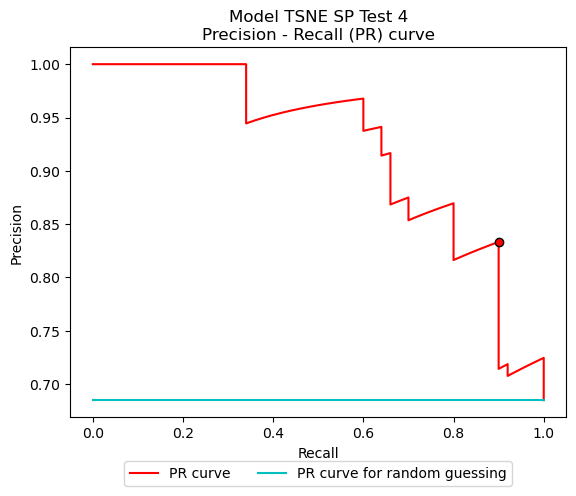 Model TSNE SP Test 4
Precision - Recall (PR) curve
1.00
0.95
0.90
0.85
0.80
0.75
0.70
Precision
0.0 0.2 0.4 0.6 0.8 1.0
Recall
PR curve PR curve for random guessing